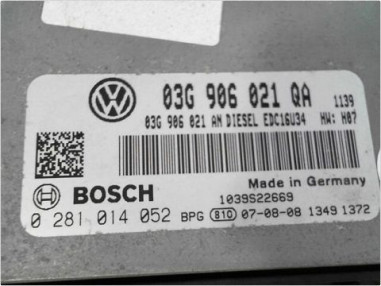 03G 906 021 QA 1139
03G 906 021 AN DIESEL EDC16U34 HW: H07
BOSCH
Made in Germany
1039S22669
0 281 014 052 BPG 810 07-08-08 1349 1372